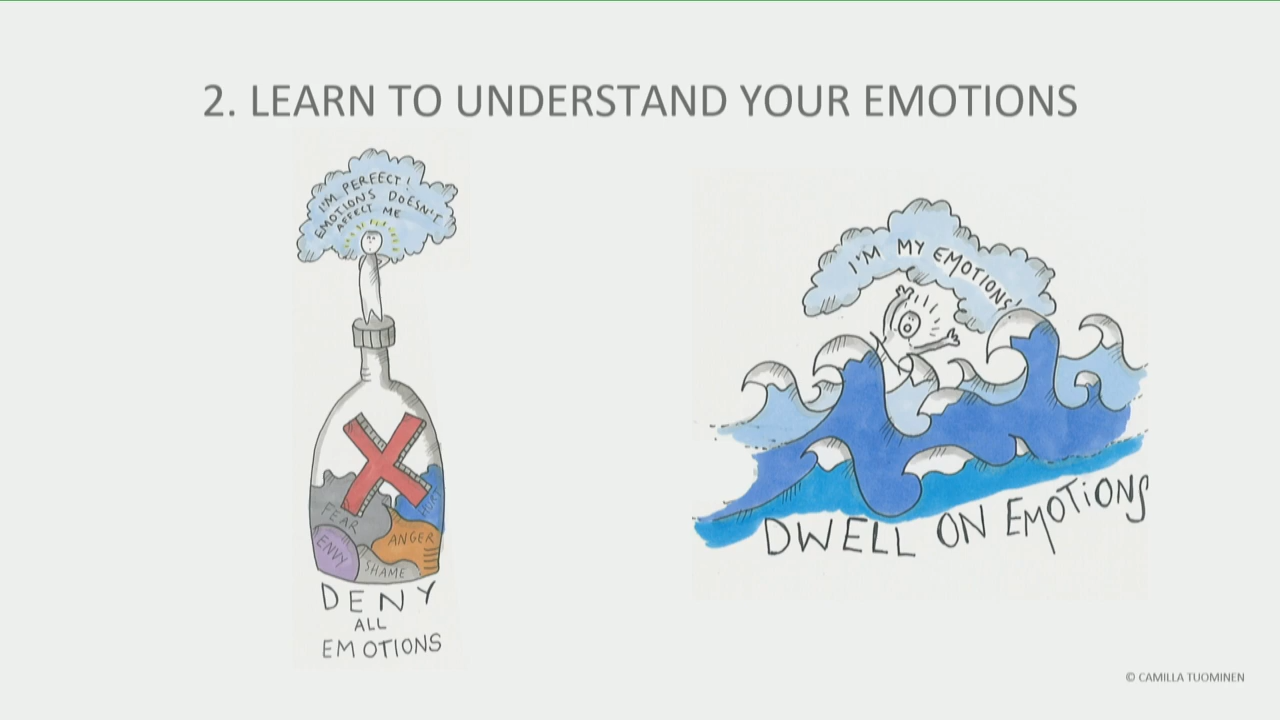 2. LEARN TO UNDERSTAND YOUR EMOTIONS
I'M PERFECT!
EMOTIONS DOESN'T
AFFECT ME
FEAR
HURT
ENVY
ANGER
SHAME
DENY
ALL
EMOTIONS
I'M MY EMOTIONS!
DWELL ON EMOTIONS
© CAMILLA TUOMINEN